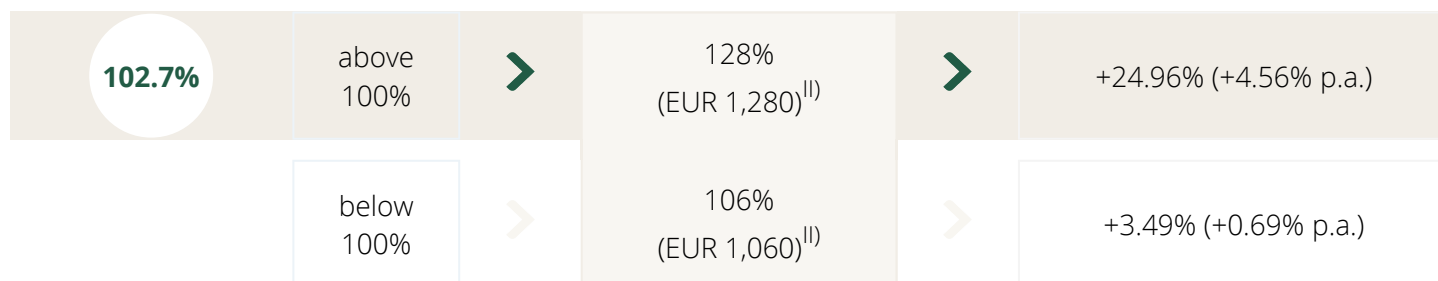 102.7%
above
100%
128%
(EUR 1,280)II)
+24.96% (+4.56% p.a.)
below
100%
106%
(EUR 1,060)II)
+3.49% (+0.69% p.a.)